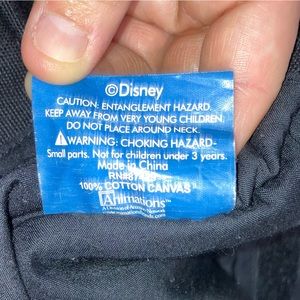 ©Disney
CAUTION: ENTANGLEMENT HAZARD.
KEEP AWAY FROM VERY YOUNG CHILDREN.
DO NOT PLACE AROUND NECK.
⚠WARNING: CHOKING HAZARD-
Small parts. Not for children under 3 years.
Made in China
100% COTTON CANVAS
Animations™